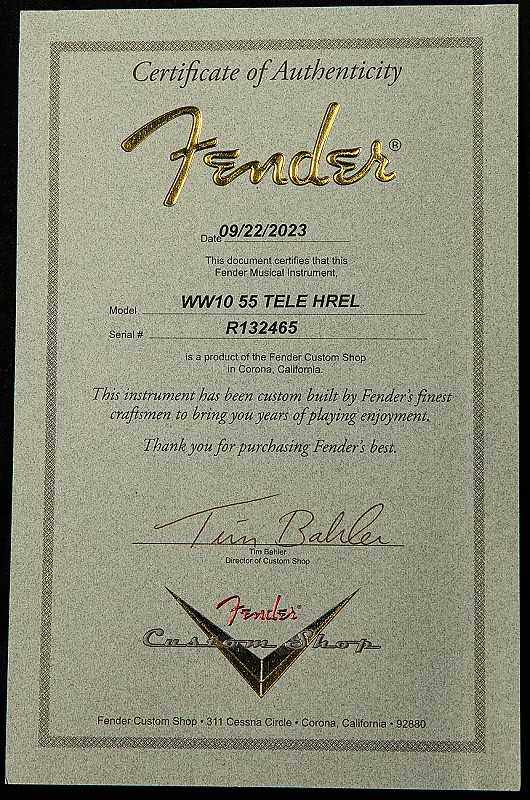 Certificate of Authenticity
Fender®
Date 09/22/2023
This document certifies that this
Fender Musical Instrument,
Model WW10 55 TELE HREL
Serial # R132465
is a product of the Fender Custom Shop
in Corona, California.
This instrument has been custom built by Fender's finest
craftsmen to bring you years of playing enjoyment.
Thank you for purchasing Fender's best.
Tim Bahler
Tim Bahler
Director of Custom Shop
Fender®
Custom Shop
Fender Custom Shop • 311 Cessna Circle • Corona, California • 92880